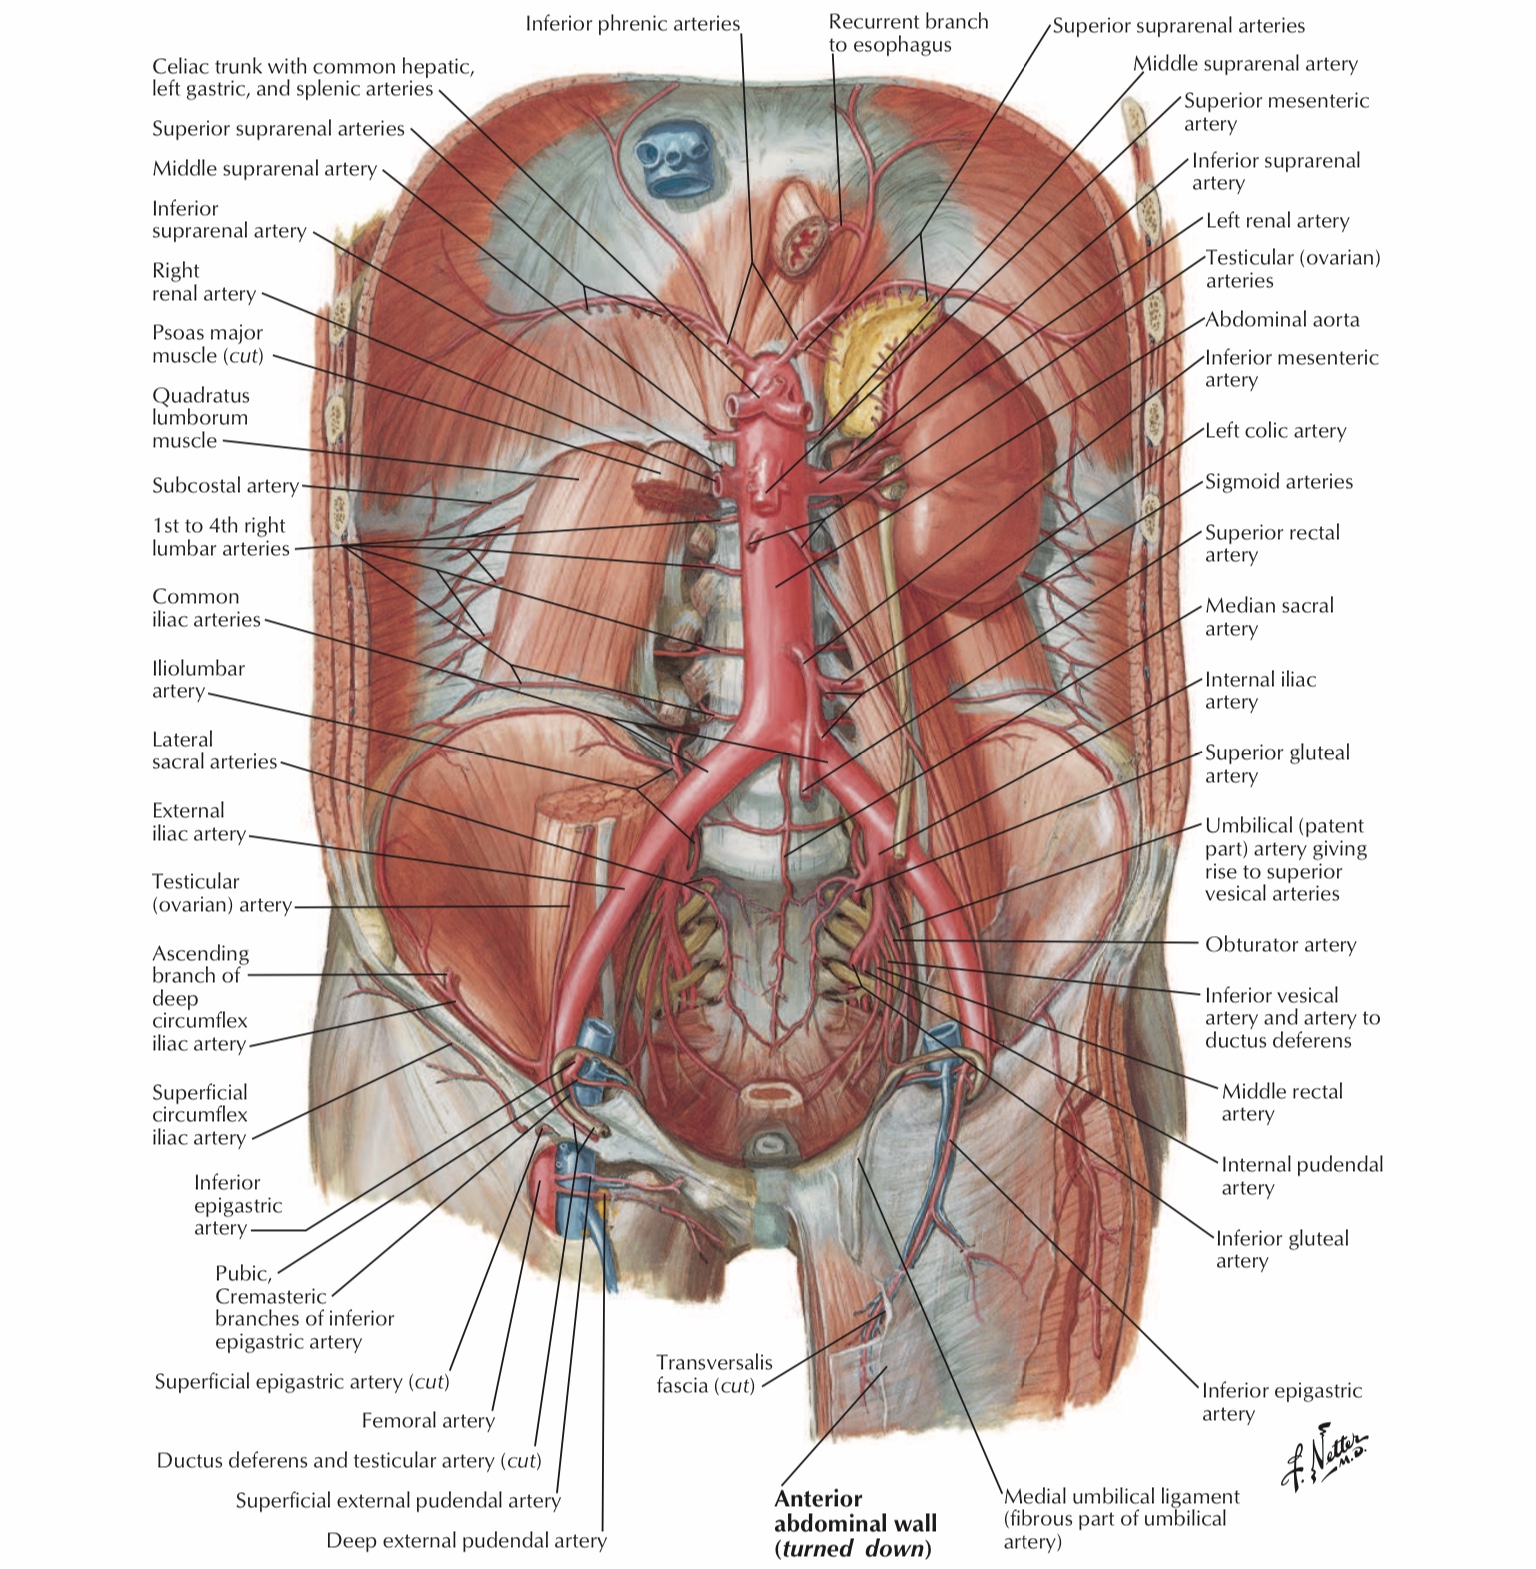 Inferior phrenic arteries
Recurrent branch
to esophagus
Superior suprarenal arteries
Middle suprarenal artery
Superior mesenteric
artery
Inferior suprarenal
artery
Left renal artery
Testicular (ovarian)
arteries
Abdominal aorta
Inferior mesenteric
artery
Left colic artery
Sigmoid arteries
Superior rectal
artery
Median sacral
artery
Internal iliac
artery
Superior gluteal
artery
Umbilical (patent
part) artery giving
rise to superior
vesical arteries
Obturator artery
Inferior vesical
artery and artery to
ductus deferens
Middle rectal
artery
Internal pudendal
artery
Inferior gluteal
artery
Inferior epigastric
artery
Celiac trunk with common hepatic,
left gastric, and splenic arteries
Superior suprarenal arteries
Middle suprarenal artery
Inferior
suprarenal artery
Right
renal artery
Psoas major
muscle (cut)
Quadratus
lumborum
muscle
Subcostal artery
1st to 4th right
lumbar arteries
Common
iliac arteries
Iliolumbar
artery
Lateral
sacral arteries
External
iliac artery
Testicular
(ovarian) artery
Ascending
branch of
deep
circumflex
iliac artery
Superficial
circumflex
iliac artery
Inferior
epigastric
artery
Pubic,
Cremasteric
branches of inferior
epigastric artery
Superficial epigastric artery (cut)
Femoral artery
Ductus deferens and testicular artery (cut)
Superficial external pudendal artery
Deep external pudendal artery
Transversalis
fascia (cut)
Anterior
abdominal wall
(turned down)
Medial umbilical ligament
(fibrous part of umbilical
artery)
F. Netter
M.D.